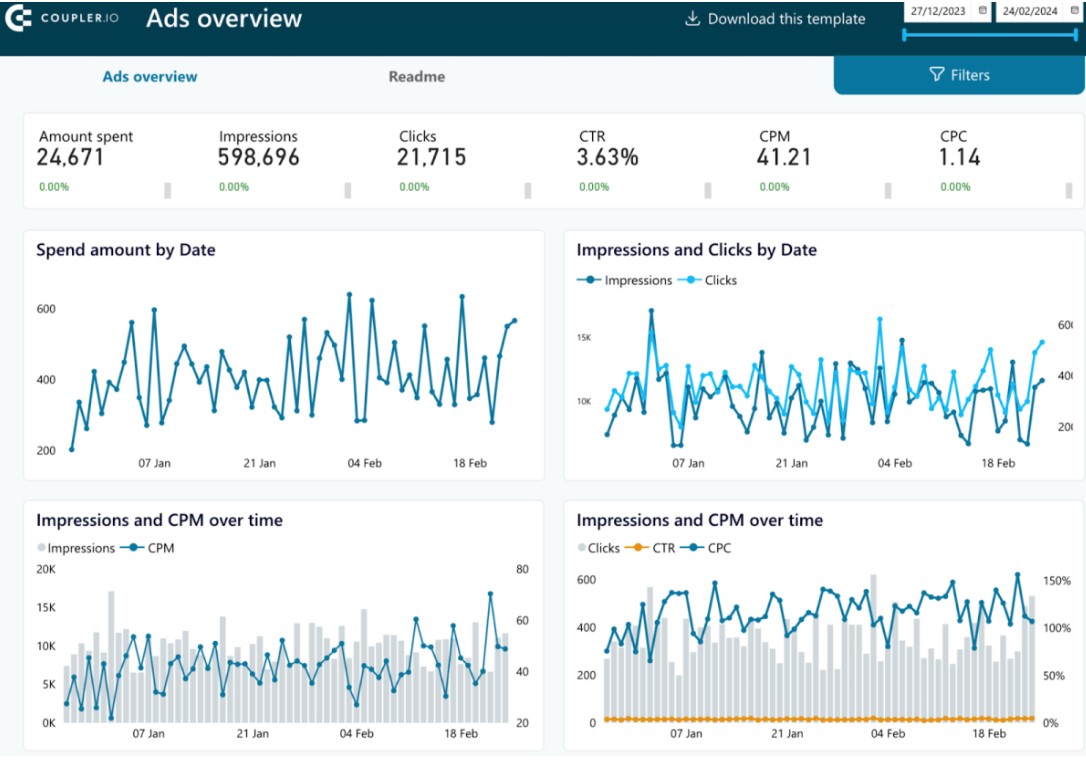 COUPLER.IO Ads overview Download this template 27/12/2023 24/02/2024
Ads overview Readme Filters
Amount spent Impressions Clicks CTR CPM CPC
24,671 598,696 21,715 3.63% 41.21 1.14
0.00% 0.00% 0.00% 0.00% 0.00% 0.00%
Spend amount by Date
600
400
200
07 Jan 21 Jan 04 Feb 18 Feb
Impressions and Clicks by Date
Impressions Clicks
15K
10K
400
200
07 Jan 21 Jan 04 Feb 18 Feb
Impressions and CPM over time
Impressions CPM
20K 80
15K 60
10K
5K 40
0K 20
07 Jan 21 Jan 04 Feb 18 Feb
Impressions and CPM over time
Clicks CTR CPC
600 150%
400 100%
200 50%
0 0%
07 Jan 21 Jan 04 Feb 18 Feb